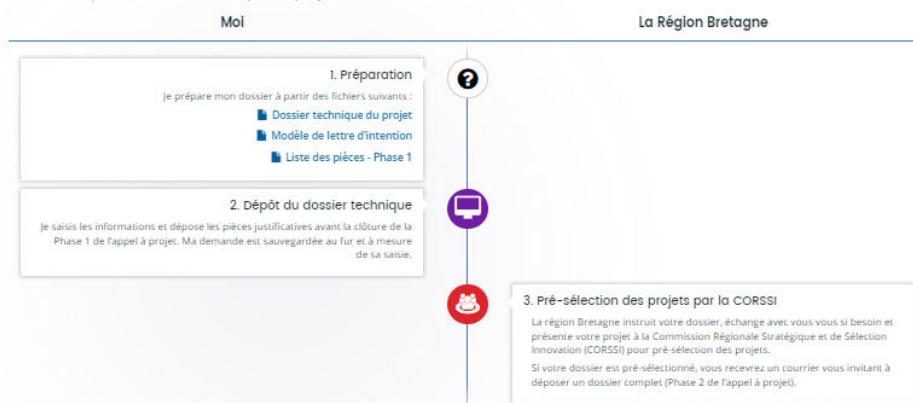 Moi
La Région Bretagne
1. Préparation
Je prépare mon dossier à partir des fichiers suivants :
Dossier technique du projet
Modèle de lettre d'intention
Liste des pièces - Phase 1
2. Dépôt du dossier technique
Je saisis les informations et dépose les pièces justificatives avant la clôture de la
Phase 1 de l'appel à projet. Ma demande est sauvegardée au fur et à mesure
de sa saisie.
3. Pré-sélection des projets par la CORSSI
La région Bretagne instruit votre dossier, échange avec vous vous si besoin et
présente votre projet à la Commission Régionale Stratégique et de Sélection
Innovation (CORSSI) pour pré-sélection des projets.
Si votre dossier est pré-sélectionné, vous recevrez un courrier vous invitant à
déposer un dossier complet (Phase 2 de l'appel à projet).